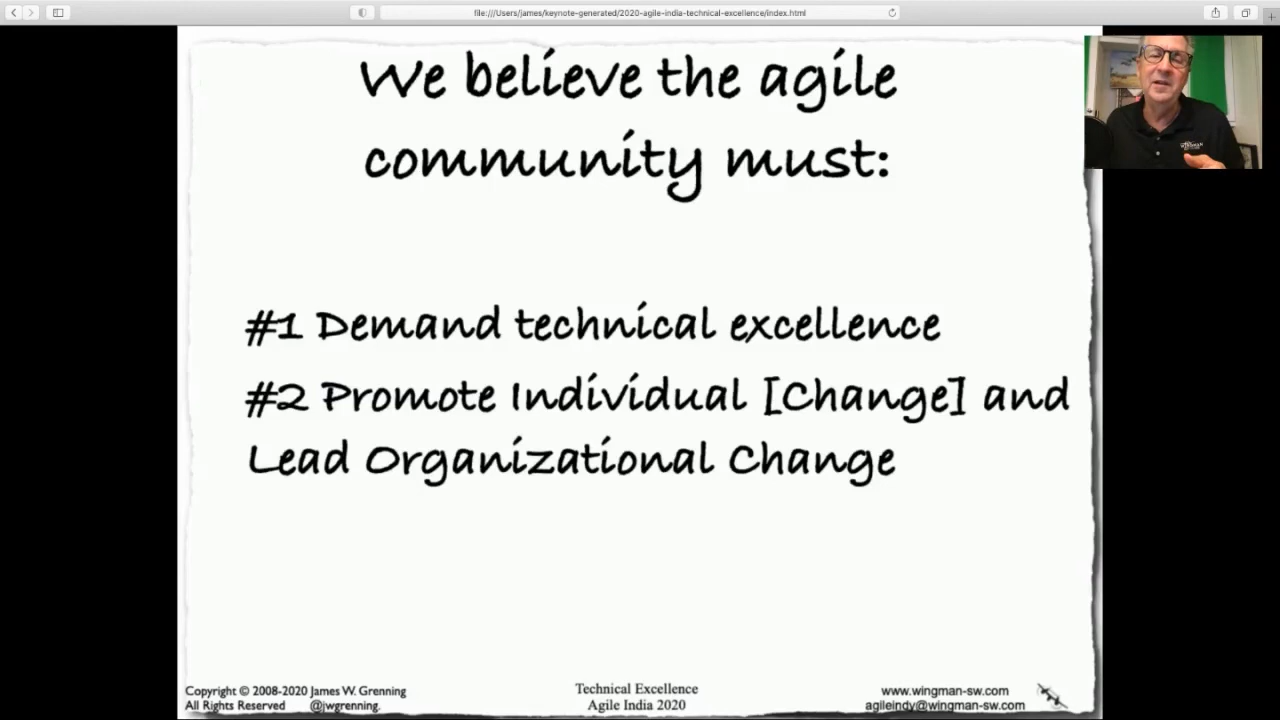 file:///Users/james/keynote-generated/2020-agile-india-technical-excellence/index.html
We believe the agile
community must:
#1 Demand technical excellence
#2 Promote Individual [Change] and
Lead Organizational Change
Copyright © 2008-2020 James W. Grenning
All Rights Reserved @jwgrenning.
Technical Excellence
Agile India 2020
www.wingman-sw.com
agileindy@wingman-sw.com